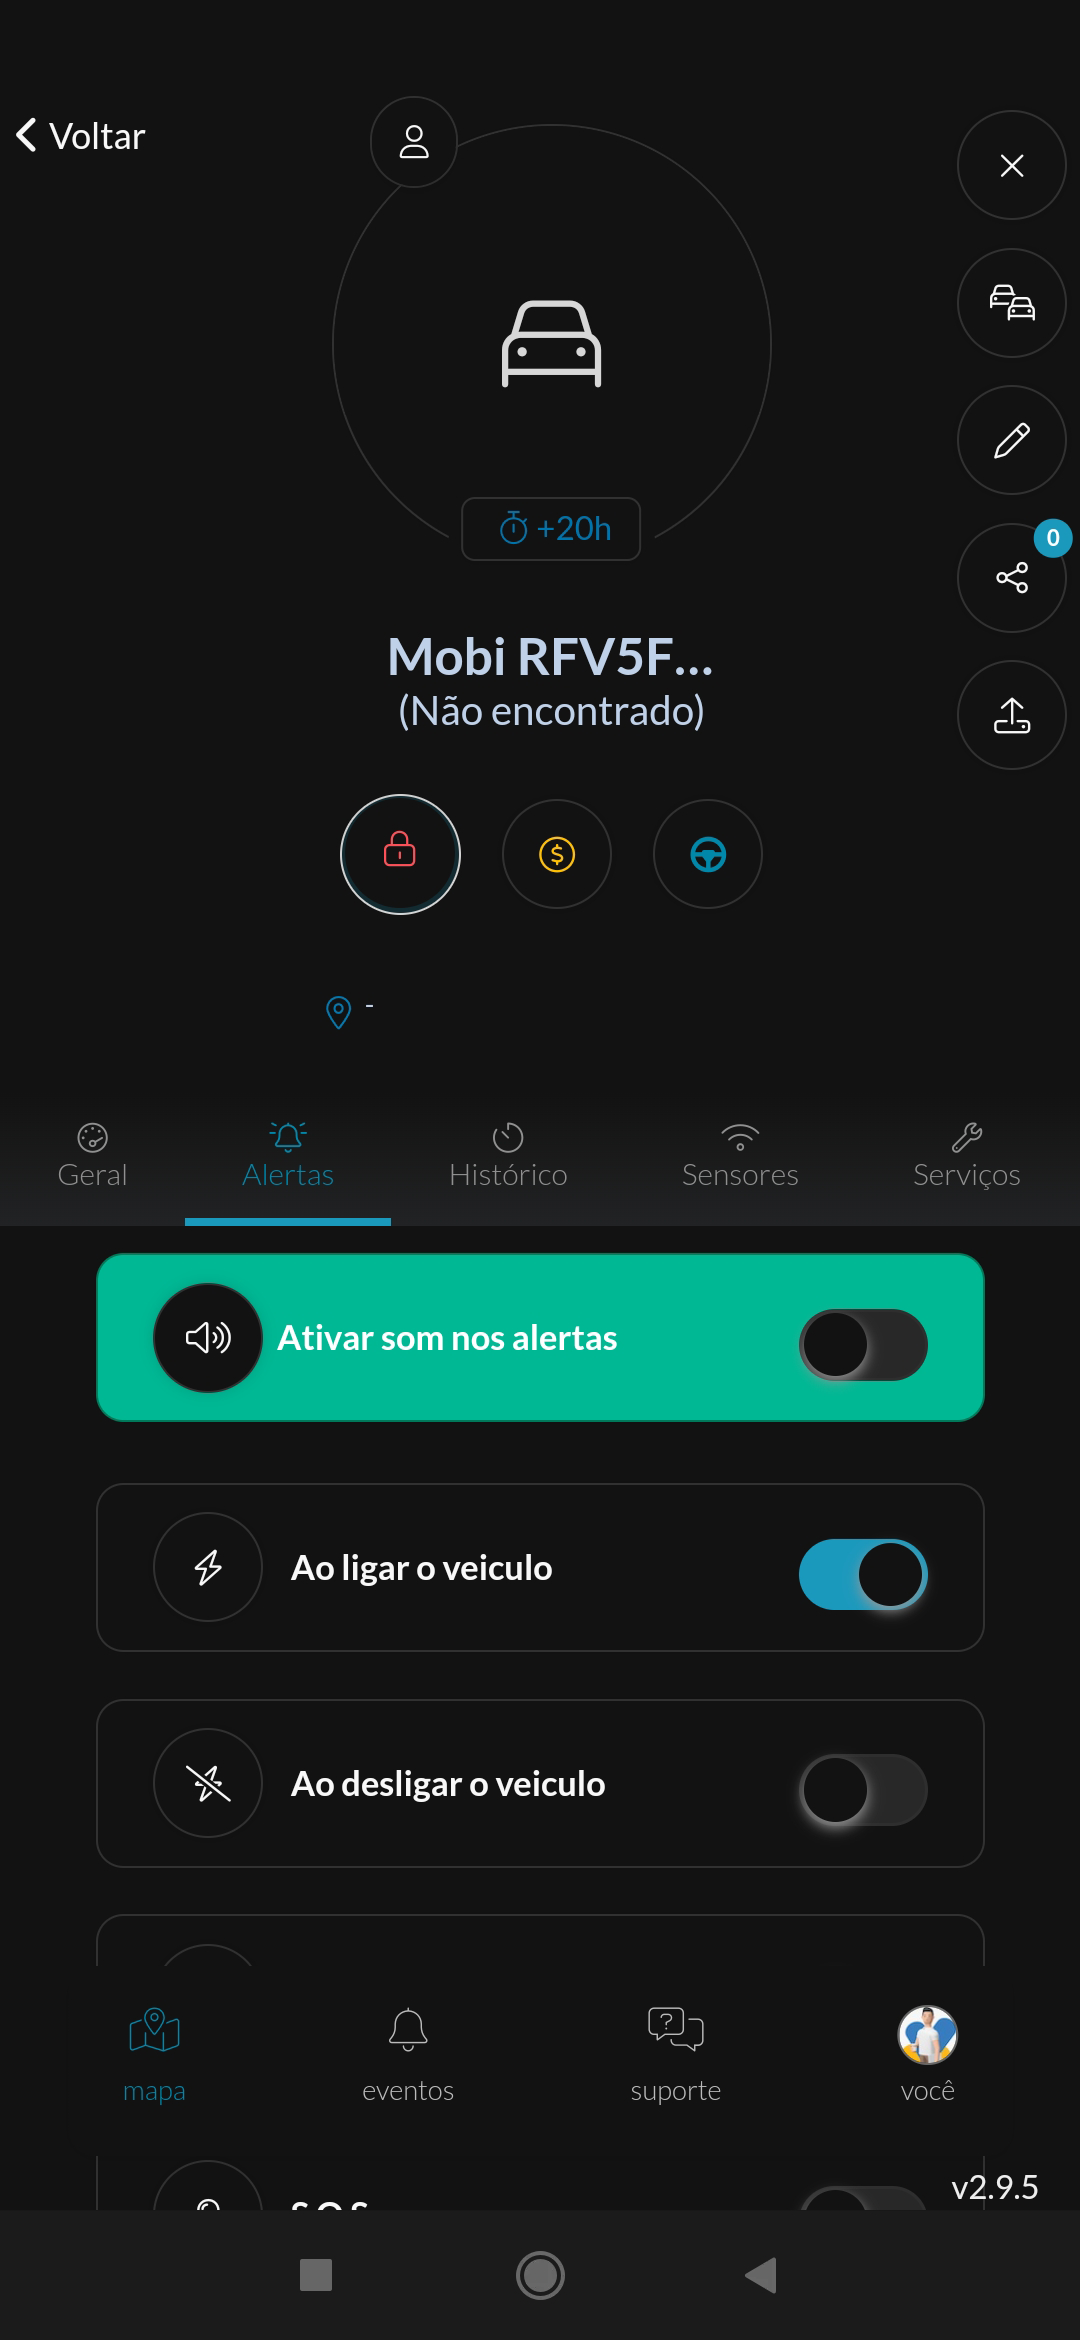 Voltar
0
+20h
Mobi RFV5F...
(Não encontrado)
-
Geral
Alertas
Histórico
Sensores
Serviços
Ativar som nos alertas
Ao ligar o veiculo
Ao desligar o veiculo
mapa
eventos
suporte
você
v2.9.5